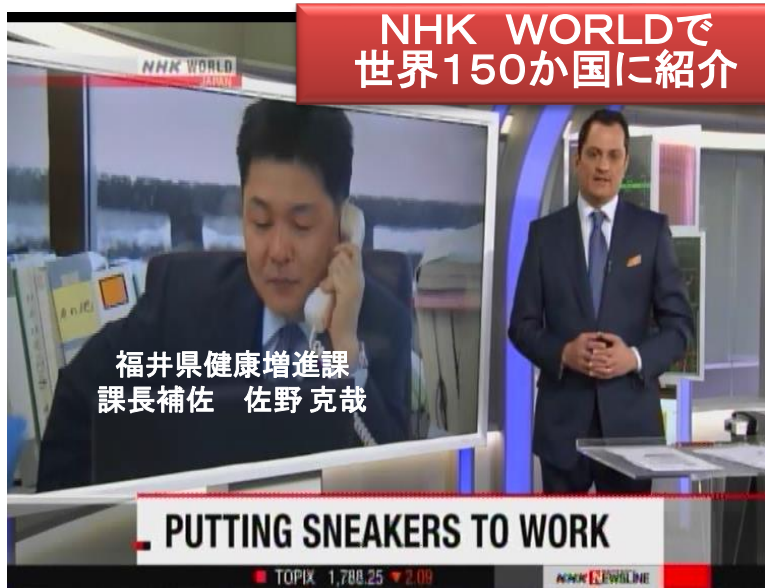 ＮＨＫ　ＷＯＲＬＤで
世界１５０か国に紹介
NHK WORLD
JAPAN
福井県健康増進課
課長補佐　佐野 克哉
PUTTING SNEAKERS TO WORK
TOPIX 1,788.25 ▼2.09
NHK NEWSLINE